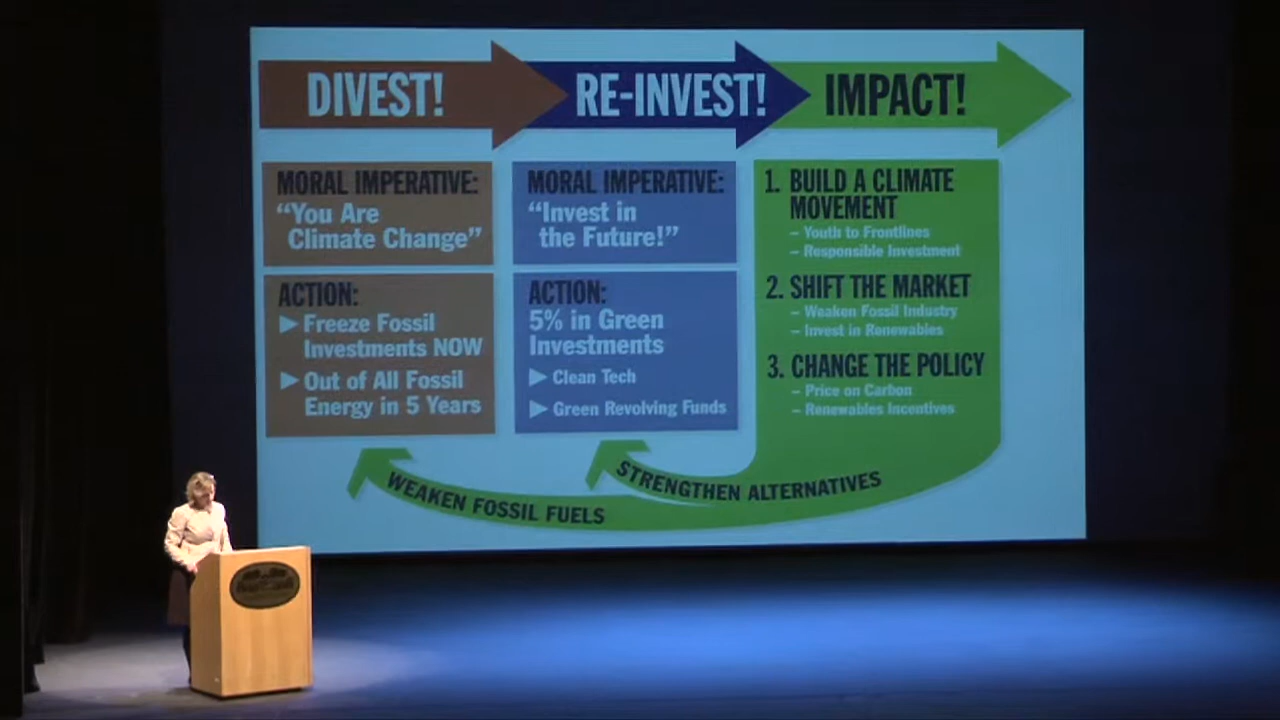 DIVEST!
RE-INVEST!
IMPACT!
MORAL IMPERATIVE:
“You Are
Climate Change”
ACTION:
▶ Freeze Fossil
Investments NOW
▶ Out of All Fossil
Energy in 5 Years
MORAL IMPERATIVE:
“Invest in
the Future!”
ACTION:
5% in Green
Investments
▶ Clean Tech
▶ Green Revolving Funds
1. BUILD A CLIMATE
MOVEMENT
– Youth to Frontlines
– Responsible Investment
2. SHIFT THE MARKET
– Weaken Fossil Industry
– Invest in Renewables
3. CHANGE THE POLICY
– Price on Carbon
– Renewables Incentives
WEAKEN FOSSIL FUELS
STRENGTHEN ALTERNATIVES